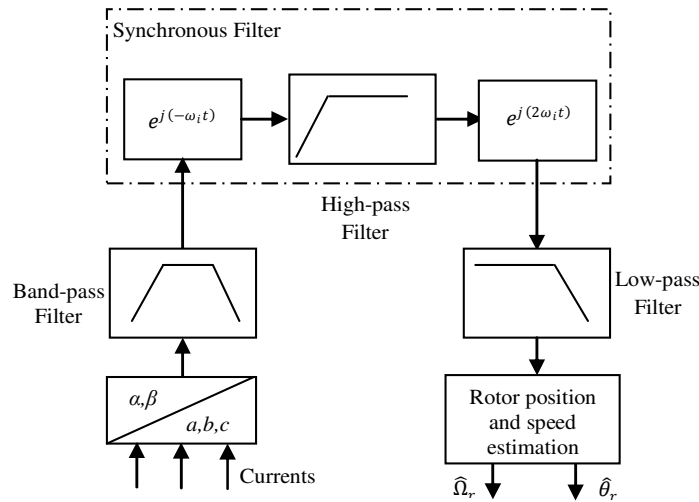 Synchronous Filter
e^{j(-ω_i t)}
e^{j(2ω_i t)}
High-pass
Filter
Band-pass
Filter
Low-pass
Filter
α,β
a,b,c
Currents
Rotor position
and speed
estimation
Ω̂_r
θ̂_r